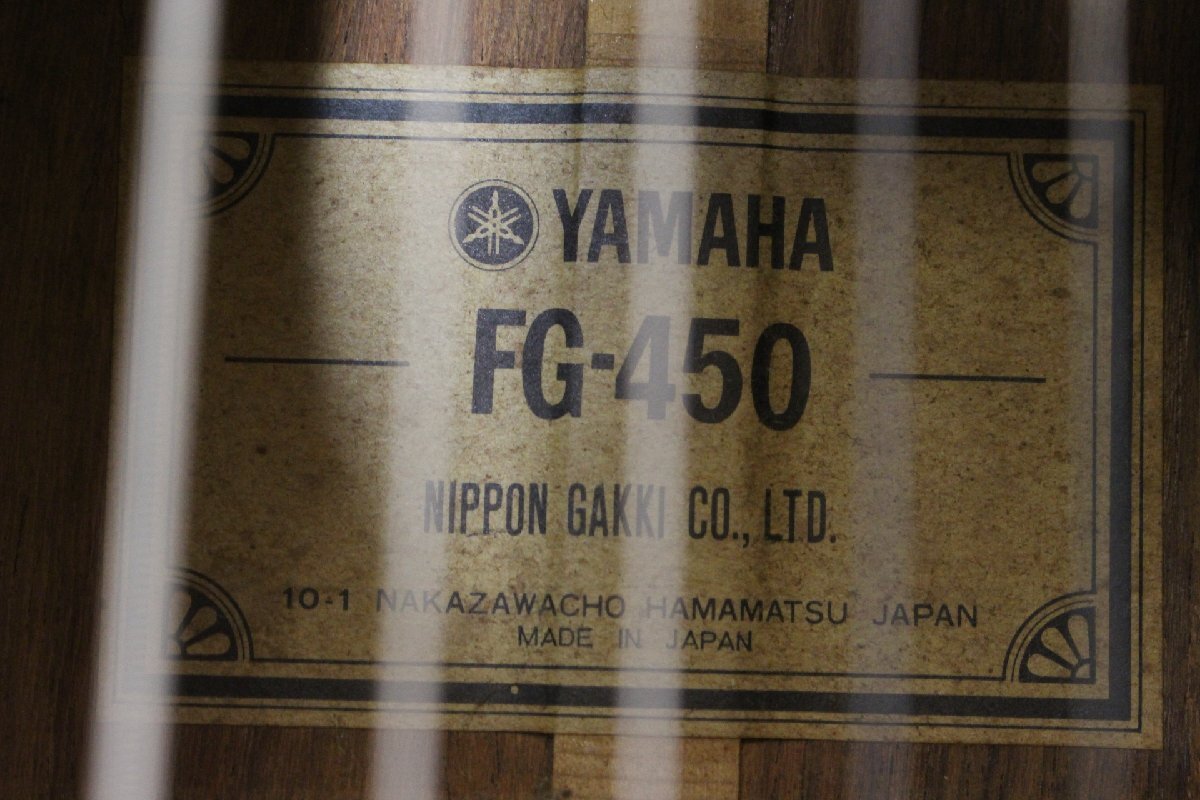 YAMAHA
FG-450
NIPPON GAKKI CO., LTD.
10-1 NAKAZAWACHO HAMAMATSU JAPAN
MADE IN JAPAN